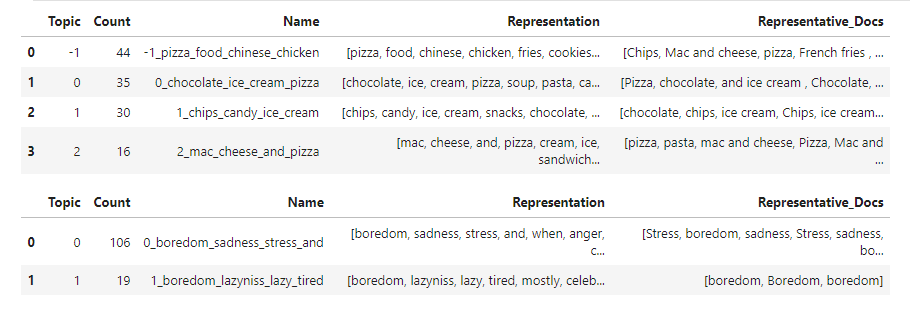 Topic Count Name Representation Representative_Docs
0 -1 44 -1_pizza_food_chinese_chicken [pizza, food, chinese, chicken, fries, cookies... [Chips, Mac and cheese, pizza, French fries , ...
1 0 35 0_chocolate_ice_cream_pizza [chocolate, ice, cream, pizza, soup, pasta, ca... [Pizza, chocolate, and ice cream , Chocolate, ...
2 1 30 1_chips_candy_ice_cream [chips, candy, ice, cream, snacks, chocolate, ... [chocolate, chips, ice cream, Chips, ice cream...
3 2 16 2_mac_cheese_and_pizza [mac, cheese, and, pizza, cream, ice, sandwich... [pizza, pasta, mac and cheese, Pizza, Mac and ...
Topic Count Name Representation Representative_Docs
0 0 106 0_boredom_sadness_stress_and [boredom, sadness, stress, and, when, anger, c... [Stress, boredom, sadness, Stress, sadness, bo...
1 1 19 1_boredom_lazyniss_lazy_tired [boredom, lazyniss, lazy, tired, mostly, celeb... [boredom, Boredom, boredom]